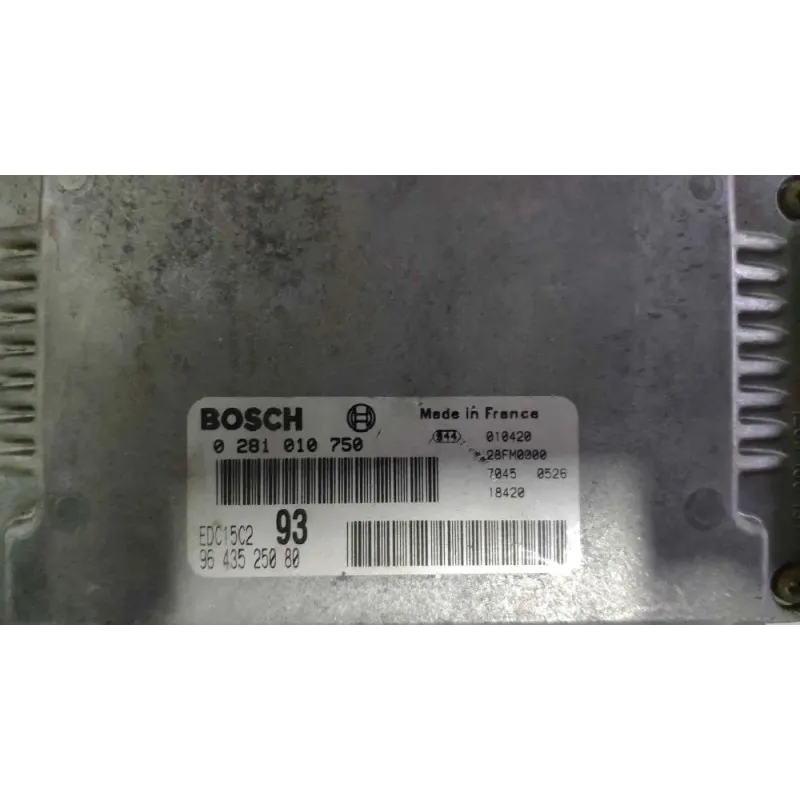 BOSCH
Made in France
0 281 010 750
944
010420
28FM0000
7045 0526
18420
EDC15C2 93
96 435 250 80